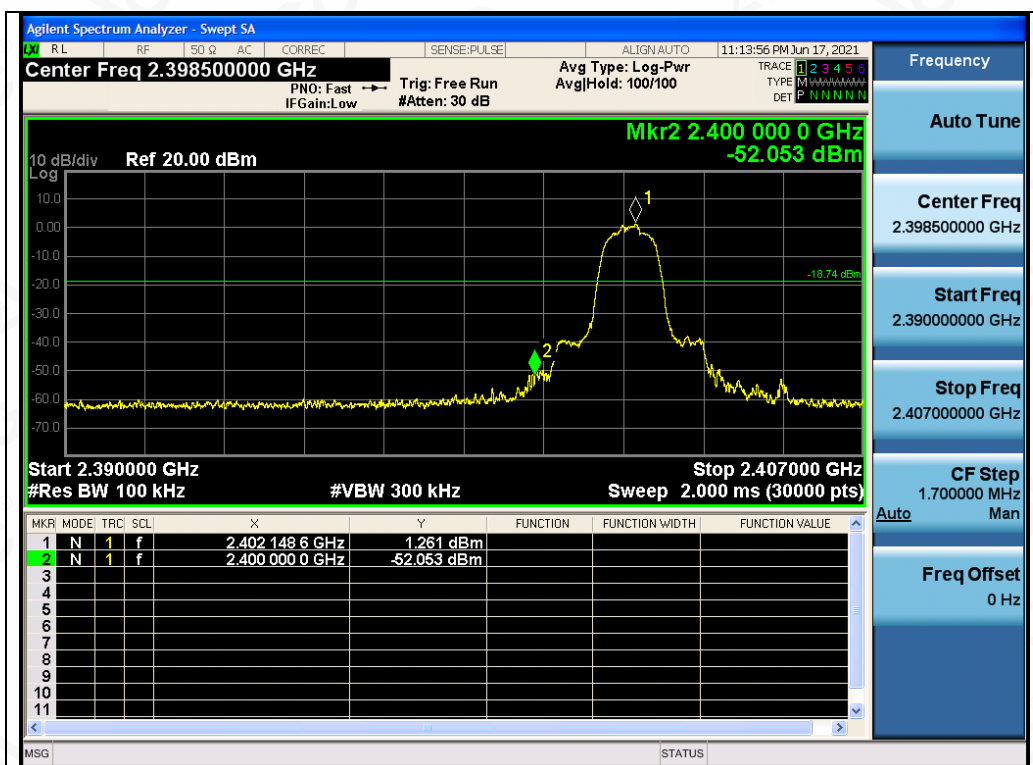 Agilent Spectrum Analyzer - Swept SA
LXI RL RF 50 Ω AC CORREC SENSE:PULSE ALIGN AUTO 11:13:56 PM Jun 17, 2021
Center Freq 2.398500000 GHz
PNO: Fast
IFGain:Low
Trig: Free Run
#Atten: 30 dB
Avg Type: Log-Pwr
Avg|Hold: 100/100
TRACE 1 2 3 4 5 6
TYPE M W W W W W
DET P N N N N N
Mkr2 2.400 000 0 GHz
-52.053 dBm
10 dB/div Ref 20.00 dBm
Log
10.0
0.00
-10.0
-20.0
-30.0
-40.0
-50.0
-60.0
-70.0
1
2
-18.74 dBm
Start 2.390000 GHz Stop 2.407000 GHz
#Res BW 100 kHz #VBW 300 kHz Sweep 2.000 ms (30000 pts)
MKR MODE TRC SCL X Y FUNCTION FUNCTION WIDTH FUNCTION VALUE
1 N 1 f 2.402 148 6 GHz 1.261 dBm
2 N 1 f 2.400 000 0 GHz -52.053 dBm
3
4
5
6
7
8
9
10
11
MSG STATUS
Frequency
Auto Tune
Center Freq
2.398500000 GHz
Start Freq
2.390000000 GHz
Stop Freq
2.407000000 GHz
CF Step
1.700000 MHz
Auto Man
Freq Offset
0 Hz